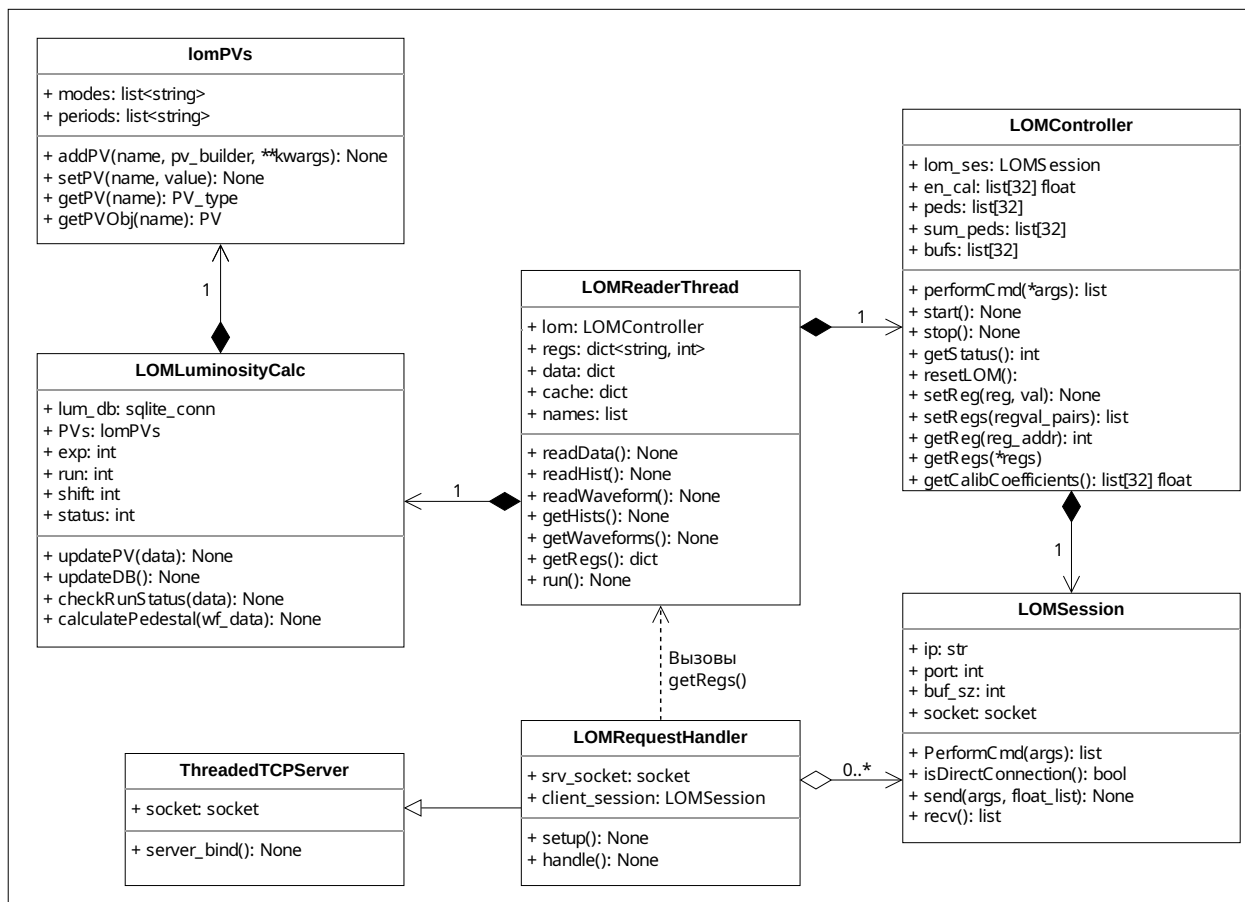 lomPVs
+ modes: list<string>
+ periods: list<string>
+ addPV(name, pv_builder, **kwargs): None
+ setPV(name, value): None
+ getPV(name): PV_type
+ getPVObj(name): PV
1
LOMLuminosityCalc
+ lum_db: sqlite_conn
+ PVs: lomPVs
+ exp: int
+ run: int
+ shift: int
+ status: int
+ updatePV(data): None
+ updateDB(): None
+ checkRunStatus(data): None
+ calculatePedestal(wf_data): None
1
LOMReaderThread
+ lom: LOMController
+ regs: dict<string, int>
+ data: dict
+ cache: dict
+ names: list
+ readData(): None
+ readHist(): None
+ readWaveform(): None
+ getHists(): None
+ getWaveforms(): None
+ getRegs(): dict
+ run(): None
1
LOMController
+ lom_ses: LOMSession
+ en_cal: list[32] float
+ peds: list[32]
+ sum_peds: list[32]
+ bufs: list[32]
+ performCmd(*args): list
+ start(): None
+ stop(): None
+ getStatus(): int
+ resetLOM():
+ setReg(reg, val): None
+ setRegs(regval_pairs): list
+ getReg(reg_addr): int
+ getRegs(*regs)
+ getCalibCoefficients(): list[32] float
1
LOMSession
+ ip: str
+ port: int
+ buf_sz: int
+ socket: socket
+ PerformCmd(args): list
+ isDirectConnection(): bool
+ send(args, float_list): None
+ recv(): list
Вызовы
getRegs()
LOMRequestHandler
+ srv_socket: socket
+ client_session: LOMSession
+ setup(): None
+ handle(): None
0..*
ThreadedTCPServer
+ socket: socket
+ server_bind(): None